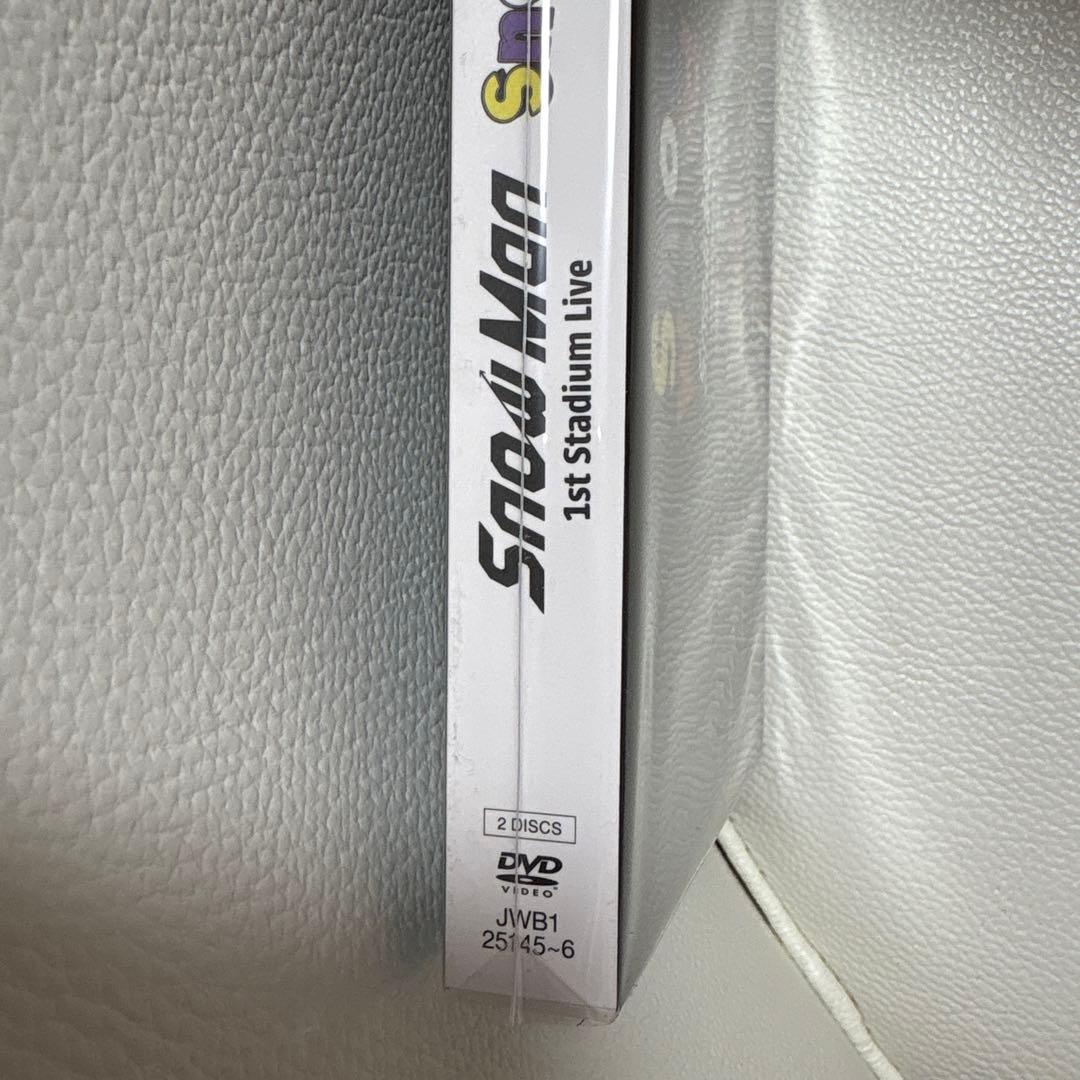 Snow Man
1st Stadium Live
2 DISCS
DVD
VIDEO
JWB1
25145~6